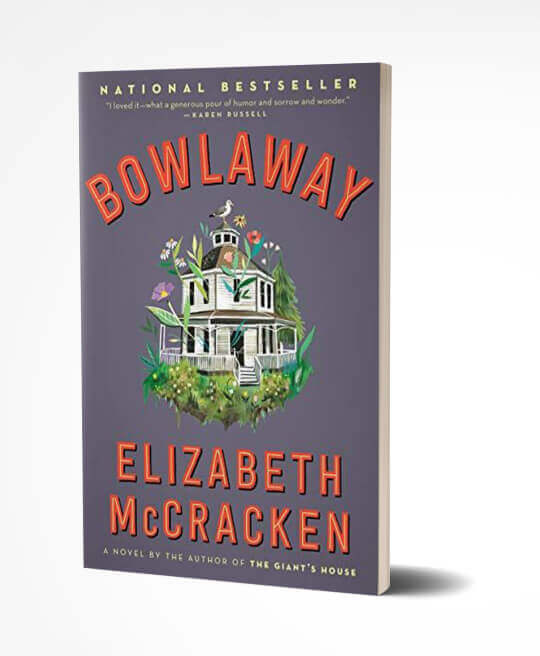 NATIONAL BESTSELLER
"I loved it—what a generous pour of humor and sorrow and wonder."
—KAREN RUSSELL
BOWLAWAY
ELIZABETH
McCRACKEN
A NOVEL BY THE AUTHOR OF THE GIANT'S HOUSE